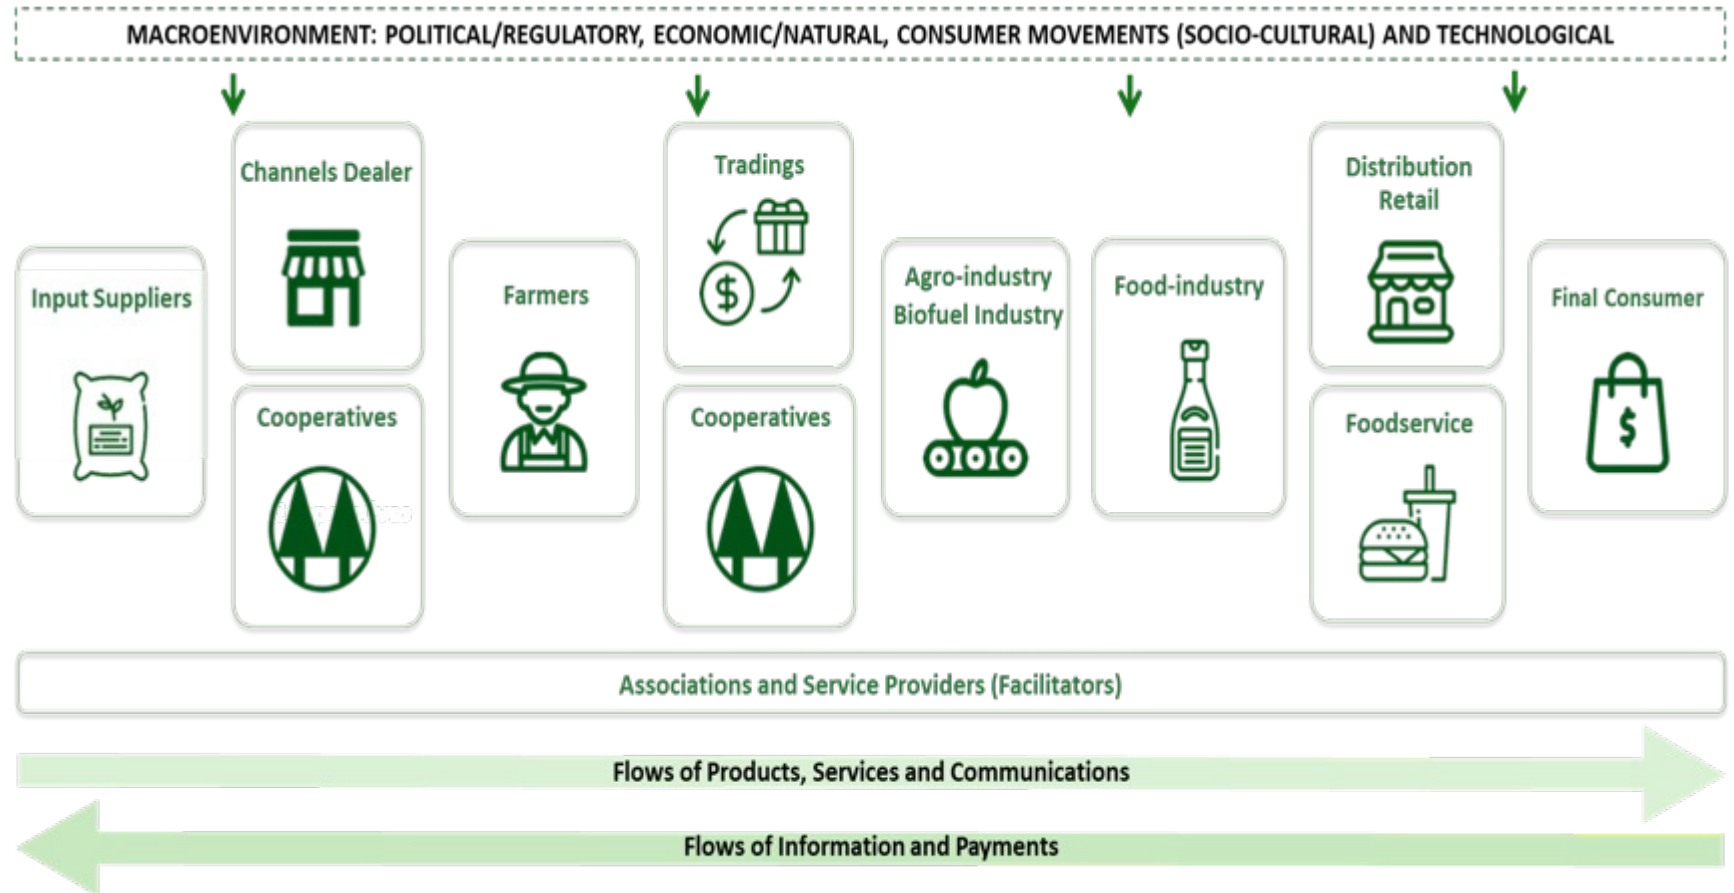 MACROENVIRONMENT: POLITICAL/REGULATORY, ECONOMIC/NATURAL, CONSUMER MOVEMENTS (SOCIO-CULTURAL) AND TECHNOLOGICAL
Input Suppliers
Channels Dealer
Cooperatives
Farmers
Tradings
Cooperatives
Agro-industry
Biofuel Industry
Food-industry
Distribution
Retail
Foodservice
Final Consumer
Associations and Service Providers (Facilitators)
Flows of Products, Services and Communications
Flows of Information and Payments